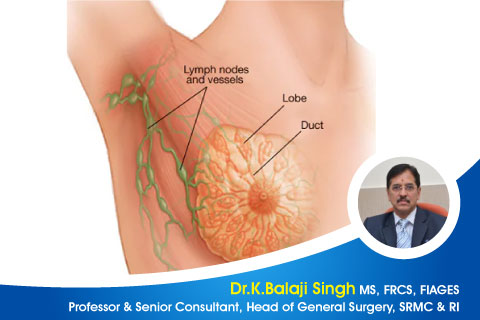 Lymph nodes
and vessels
Lobe
Duct
Dr.K.Balaji Singh MS, FRCS, FIAGES
Professor & Senior Consultant, Head of General Surgery, SRMC & RI